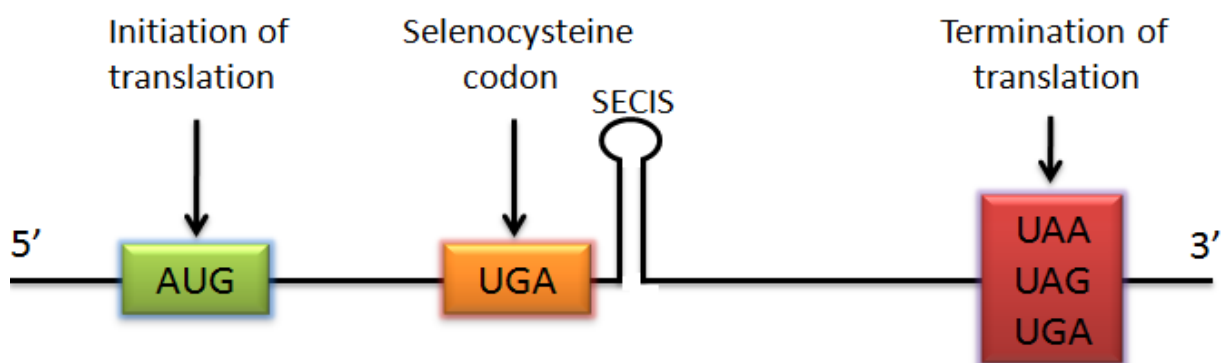 Initiation of
translation
Selenocysteine
codon
SECIS
Termination of
translation
5’
AUG
UGA
UAA
UAG
UGA
3’